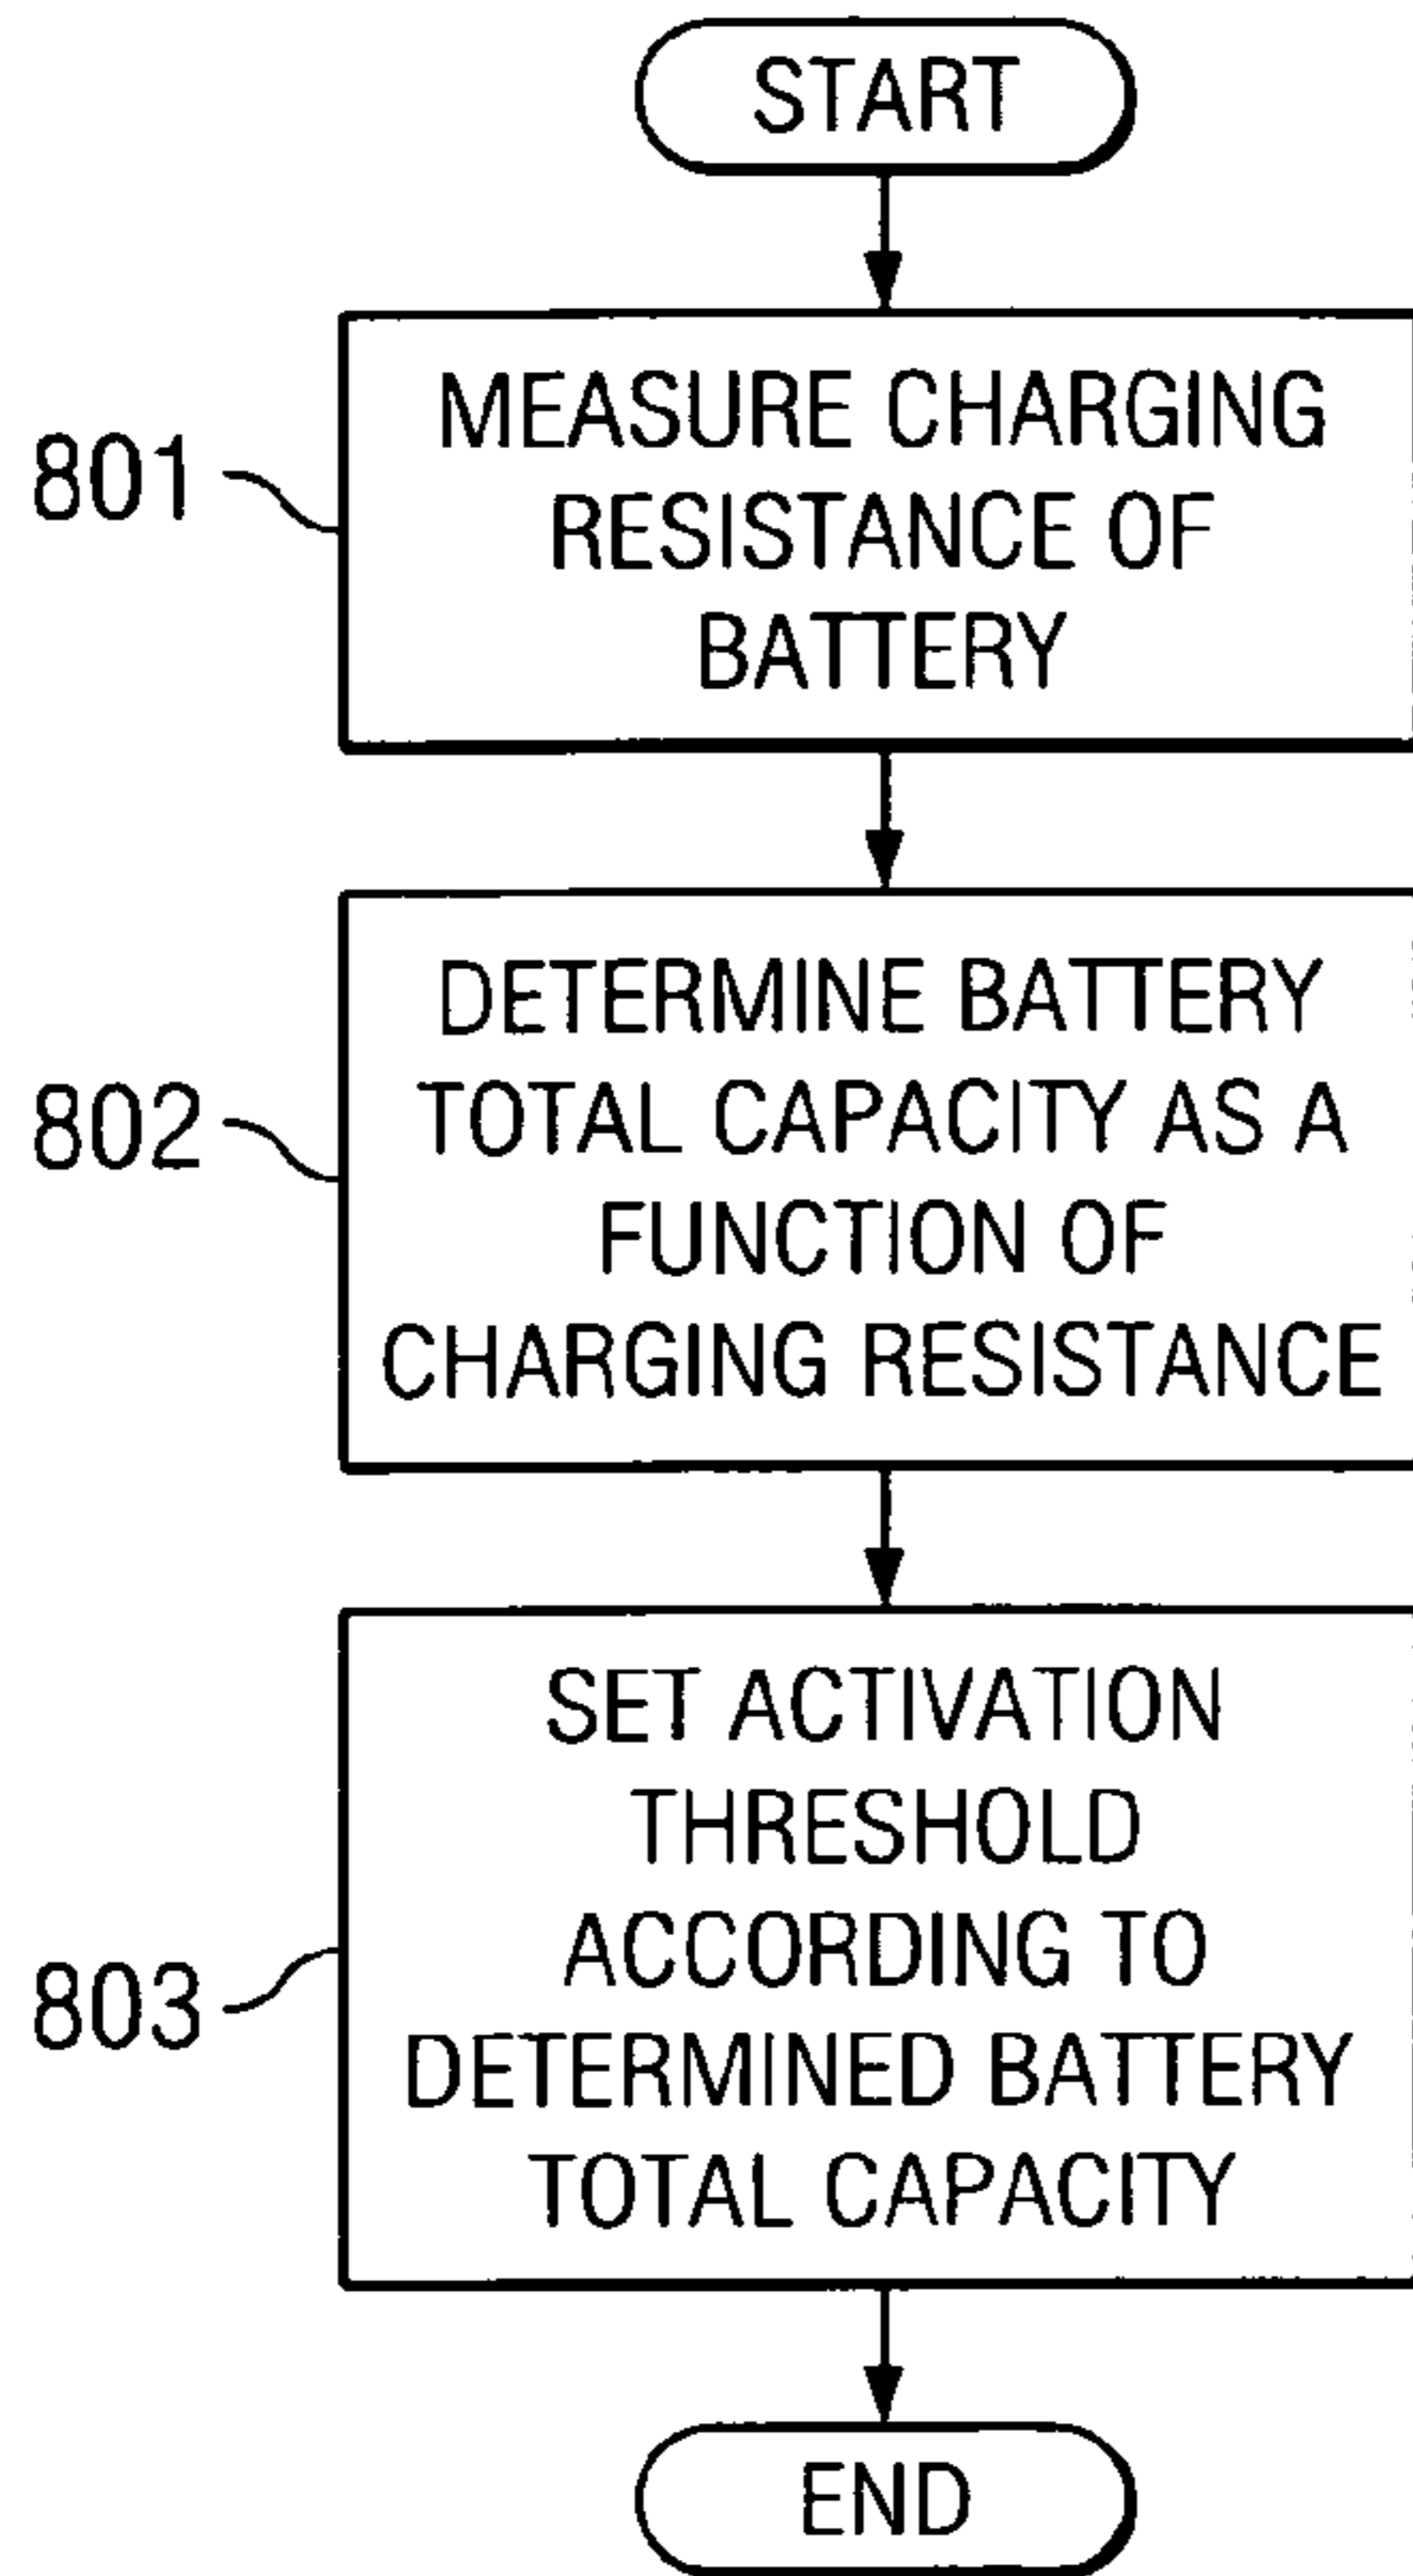 START
801
MEASURE CHARGING
RESISTANCE OF
BATTERY
802
DETERMINE BATTERY
TOTAL CAPACITY AS A
FUNCTION OF
CHARGING RESISTANCE
803
SET ACTIVATION
THRESHOLD
ACCORDING TO
DETERMINED BATTERY
TOTAL CAPACITY
END